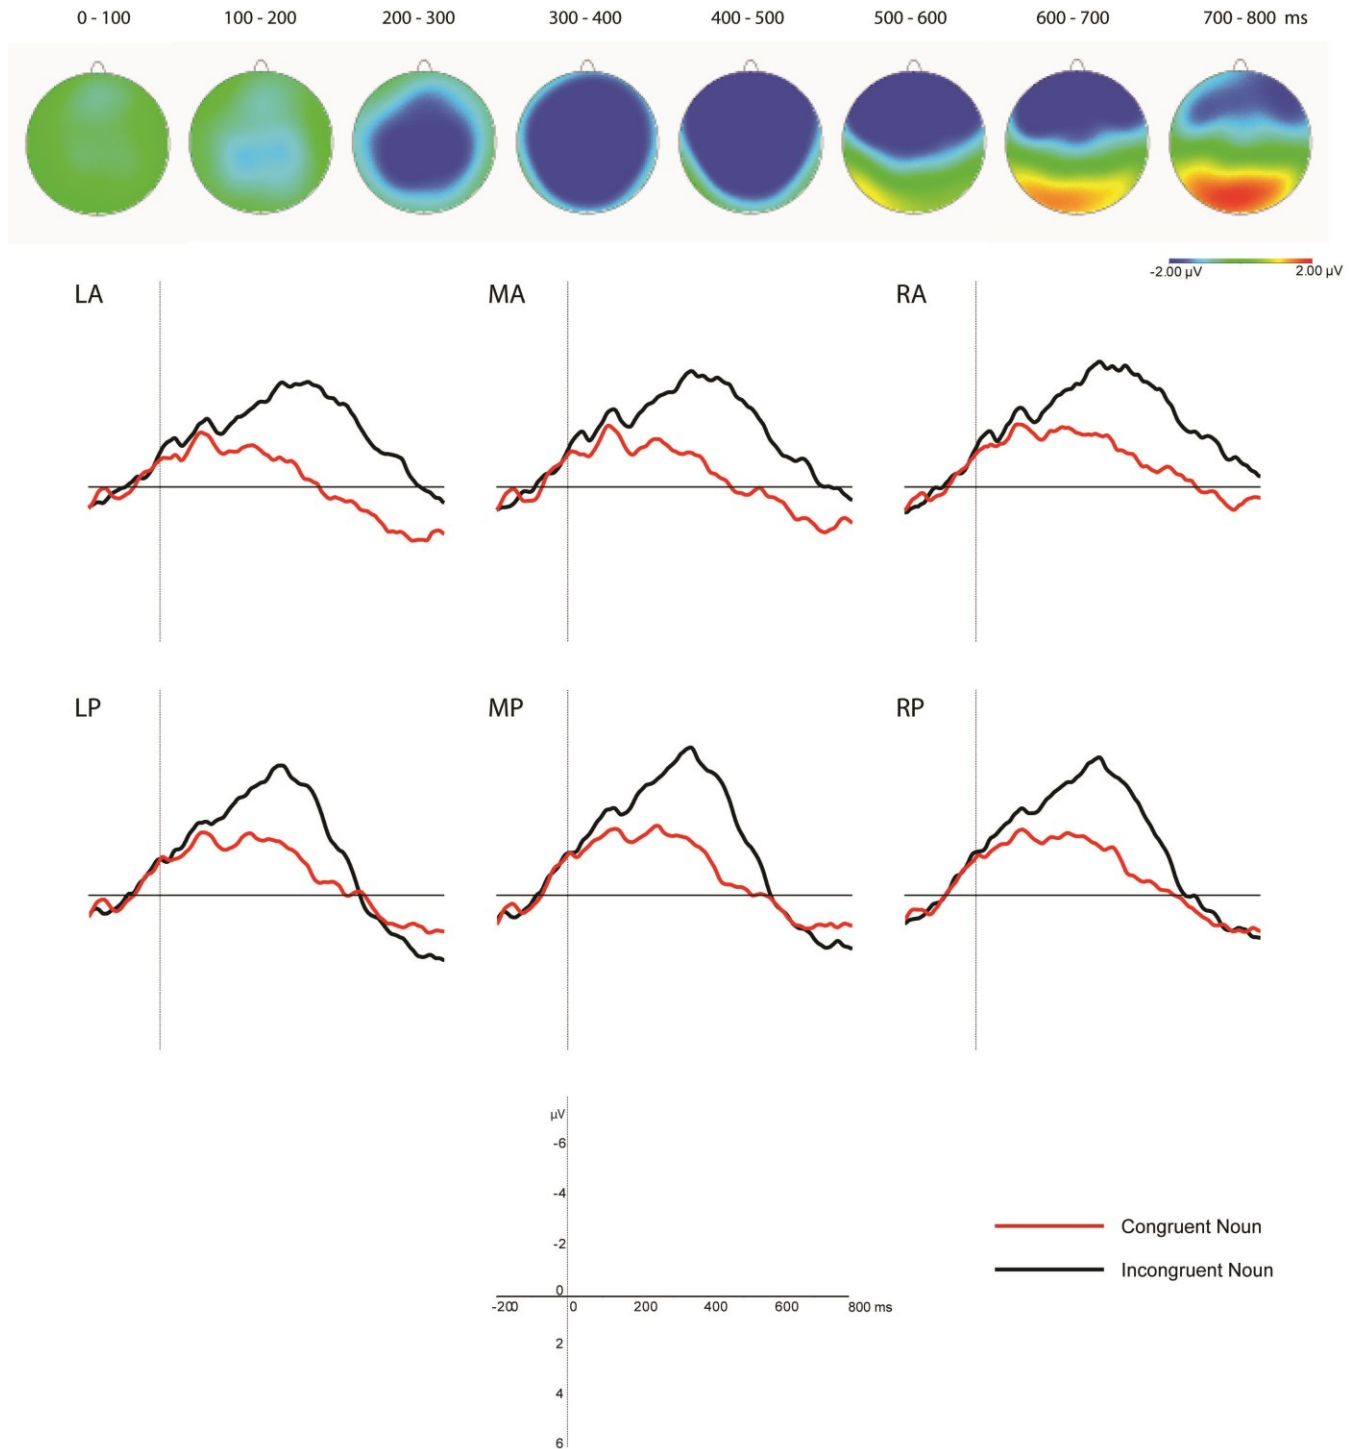 0 - 100 100 - 200 200 - 300 300 - 400 400 - 500 500 - 600 600 - 700 700 - 800 ms
-2.00 µV 2.00 µV
LA MA RA
LP MP RP
µV
-6
-4
-2
0
-200 0 200 400 600 800 ms
2
4
6
Congruent Noun
Incongruent Noun